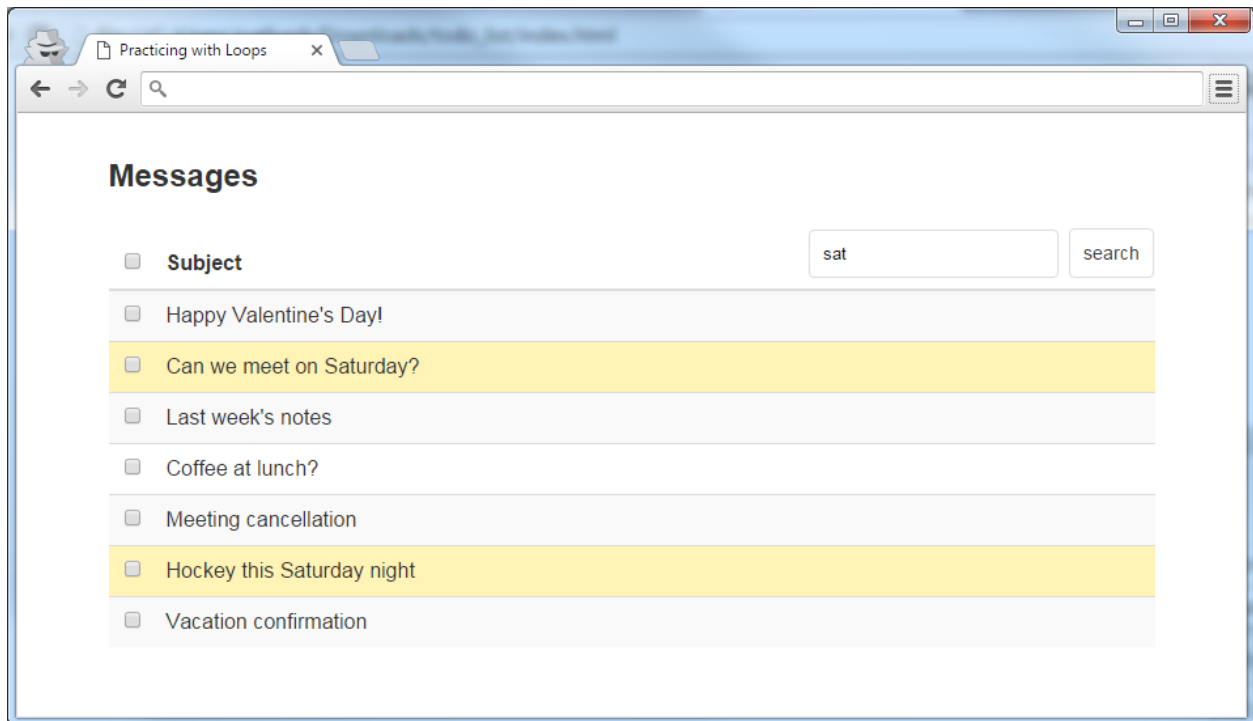 Practicing with Loops
Messages
Subject
sat
search
Happy Valentine's Day!
Can we meet on Saturday?
Last week's notes
Coffee at lunch?
Meeting cancellation
Hockey this Saturday night
Vacation confirmation